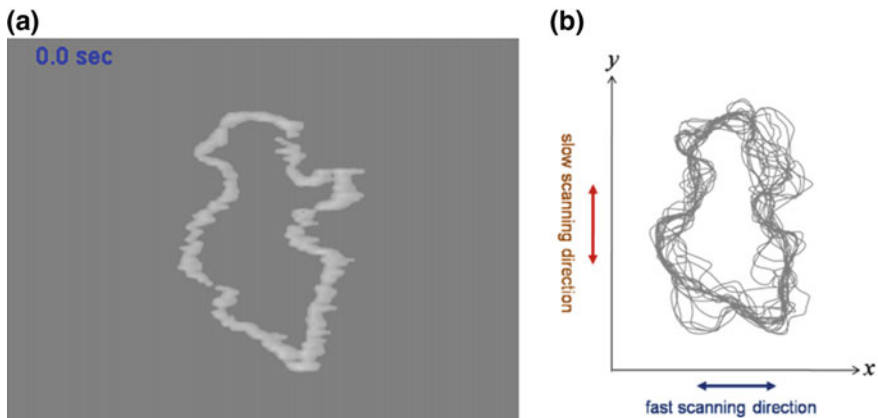 (a)
0.0 sec
(b)
y
slow scanning
direction
x
fast scanning direction